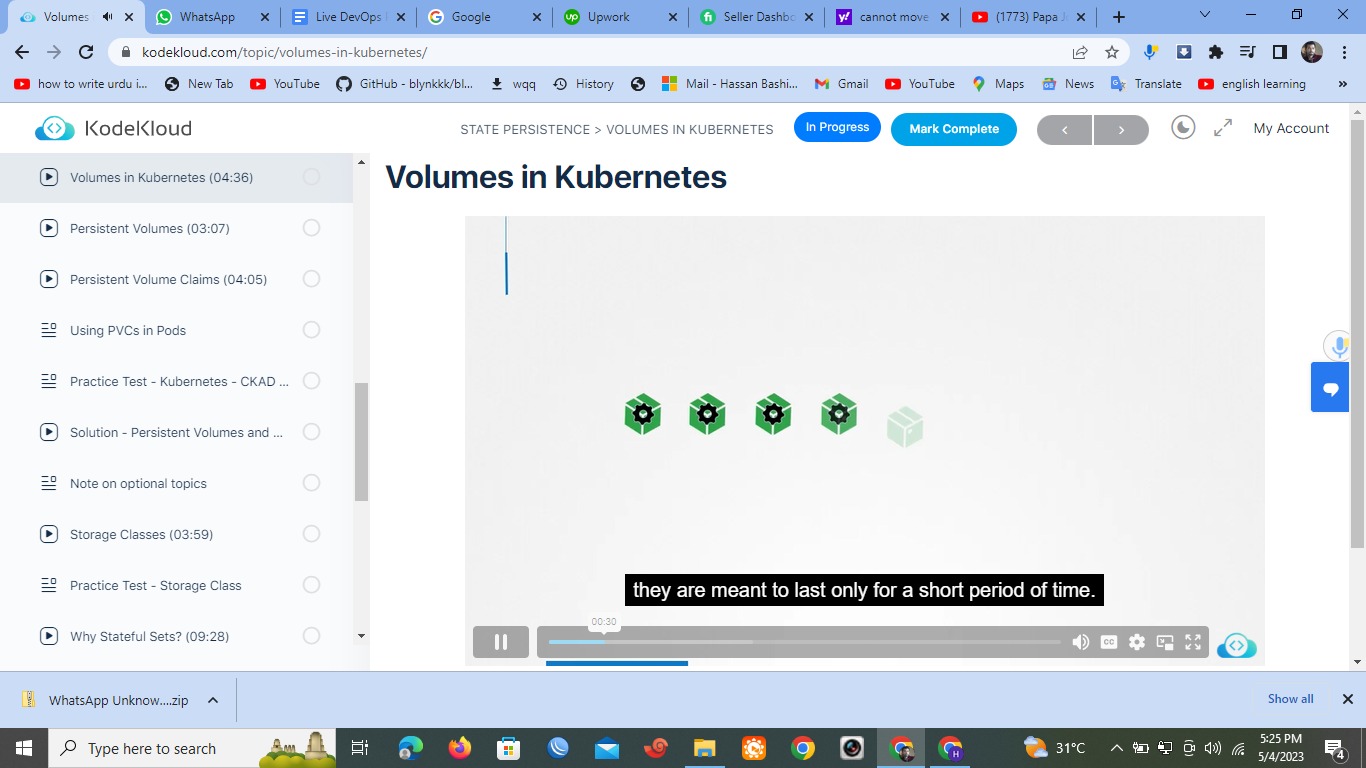 Volumes
WhatsApp
Live DevOps
Google
Upwork
Seller Dashbo
cannot move
(1773) Papa J
kodekloud.com/topic/volumes-in-kubernetes/
how to write urdu i...
New Tab
YouTube
GitHub - blynkkk/bl...
wqq
History
Mail - Hassan Bashi...
Gmail
YouTube
Maps
News
Translate
english learning
»
KodeKloud
STATE PERSISTENCE > VOLUMES IN KUBERNETES
In Progress
Mark Complete
<
>
My Account
Volumes in Kubernetes (04:36)
Persistent Volumes (03:07)
Persistent Volume Claims (04:05)
Using PVCs in Pods
Practice Test - Kubernetes - CKAD ...
Solution - Persistent Volumes and ...
Note on optional topics
Storage Classes (03:59)
Practice Test - Storage Class
Why Stateful Sets? (09:28)
Volumes in Kubernetes
they are meant to last only for a short period of time.
00:30
CC
WhatsApp Unknow....zip
Show all
Type here to search
H
31°C
5:25 PM
5/4/2023
4